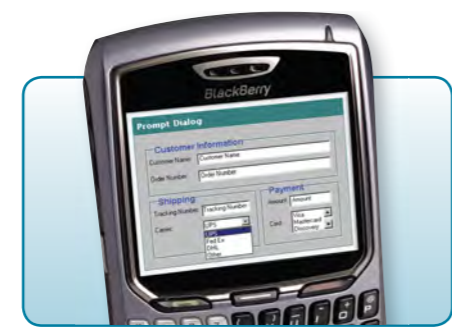 BlackBerry
Prompt Dialog
Customer Information
Customer Name: Customer Name
Order Number: Order Number
Shipping
Tracking Number: Tracking Number
Carrier: UPS
UPS
Fed Ex
DHL
Other
Payment
Amount: Amount
Card: Visa
Mastercard
Discovery